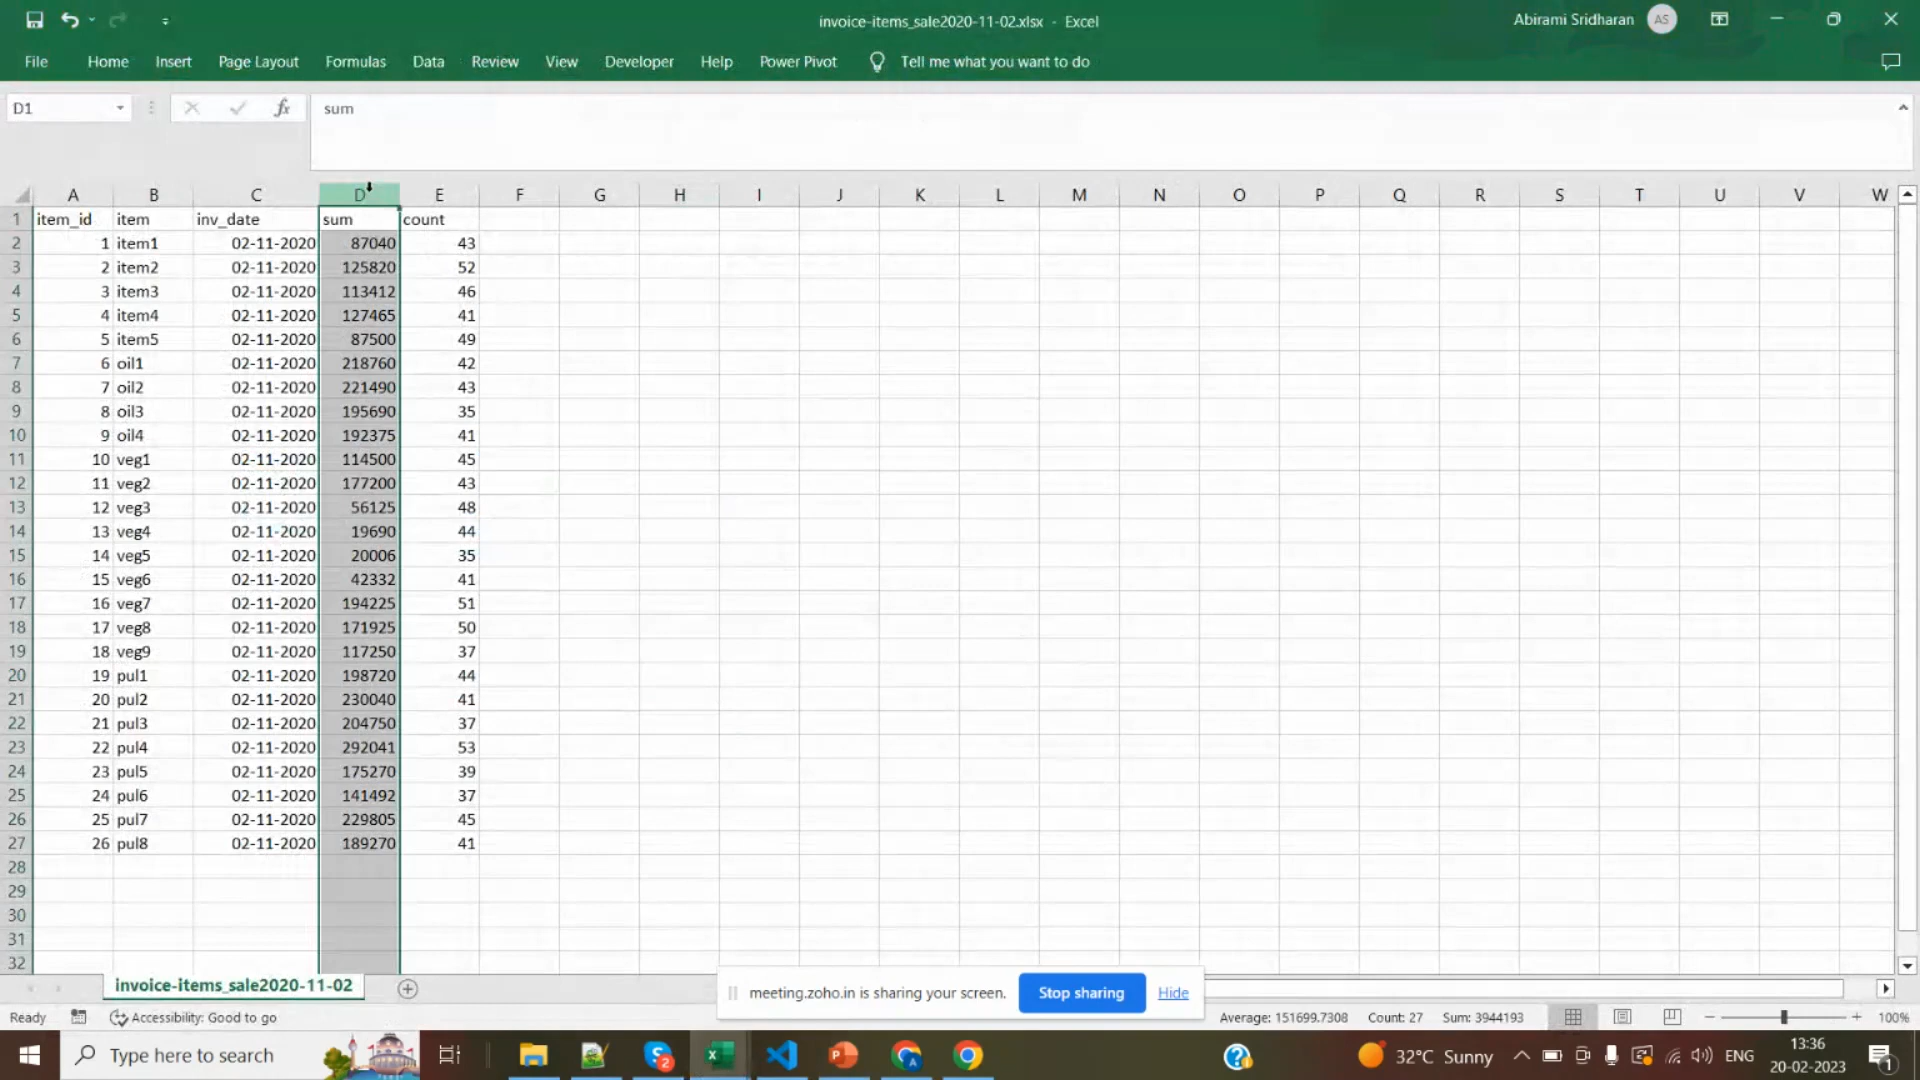 invoice-items_sale2020-11-02.xlsx - Excel
Abirami Sridharan AS
File Home Insert Page Layout Formulas Data Review View Developer Help Power Pivot Tell me what you want to do
D1 fx sum
A B C D E F G H I J K L M N O P Q R S T U V W
1 item_id item inv_date sum count
2 1 item1 02-11-2020 87040 43
3 2 item2 02-11-2020 125820 52
4 3 item3 02-11-2020 113412 46
5 4 item4 02-11-2020 127465 41
6 5 item5 02-11-2020 87500 49
7 6 oil1 02-11-2020 218760 42
8 7 oil2 02-11-2020 221490 43
9 8 oil3 02-11-2020 195690 35
10 9 oil4 02-11-2020 192375 41
11 10 veg1 02-11-2020 114500 45
12 11 veg2 02-11-2020 177200 43
13 12 veg3 02-11-2020 56125 48
14 13 veg4 02-11-2020 19690 44
15 14 veg5 02-11-2020 20006 35
16 15 veg6 02-11-2020 42332 41
17 16 veg7 02-11-2020 194225 51
18 17 veg8 02-11-2020 171925 50
19 18 veg9 02-11-2020 117250 37
20 19 pul1 02-11-2020 198720 44
21 20 pul2 02-11-2020 230040 41
22 21 pul3 02-11-2020 204750 37
23 22 pul4 02-11-2020 292041 53
24 23 pul5 02-11-2020 175270 39
25 24 pul6 02-11-2020 141492 37
26 25 pul7 02-11-2020 229805 45
27 26 pul8 02-11-2020 189270 41
28
29
30
31
32
invoice-items_sale2020-11-02
meeting.zoho.in is sharing your screen. Stop sharing Hide
Ready Accessibility: Good to go Average: 151699.7308 Count: 27 Sum: 3944193 100%
Type here to search 32°C Sunny ENG 13:36
20-02-2023